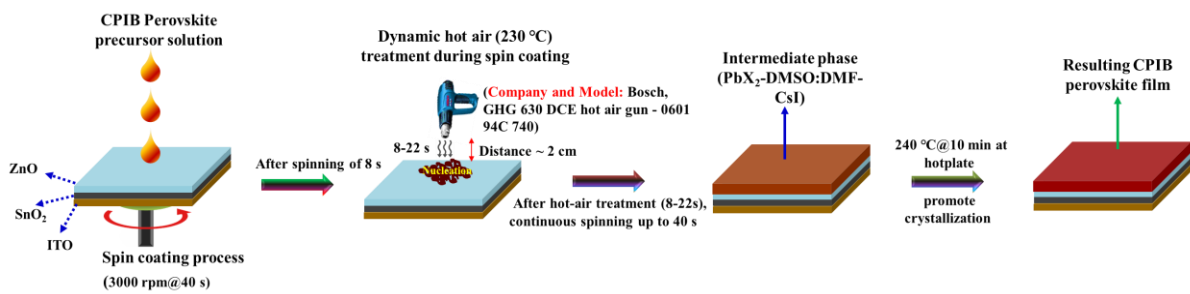 CPIB Perovskite
precursor solution
ZnO
SnO₂
ITO
Spin coating process
(3000 rpm@40 s)
After spinning of 8 s
Dynamic hot air (230 °C)
treatment during spin coating
(Company and Model: Bosch,
GHG 630 DCE hot air gun - 0601
94C 740)
8-22 s
Distance ~ 2 cm
Nucleation
After hot-air treatment (8-22s),
continuous spinning up to 40 s
Intermediate phase
(PbX₂-DMSO:DMF-
CsI)
240 °C@10 min at
hotplate
promote
crystallization
Resulting CPIB
perovskite film